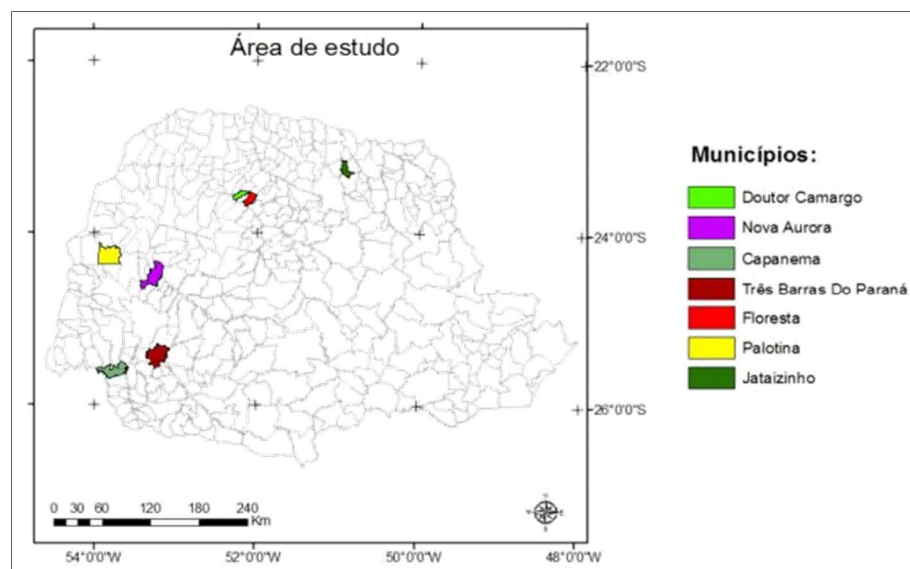 Área de estudo
22°0'0"S
24°0'0"S
26°0'0"S
Municípios:
Doutor Camargo
Nova Aurora
Capanema
Três Barras Do Paraná
Floresta
Palotina
Jataizinho
0 30 60 120 180 240
Km
54°0'0"W 52°0'0"W 50°0'0"W 48°0'0"W